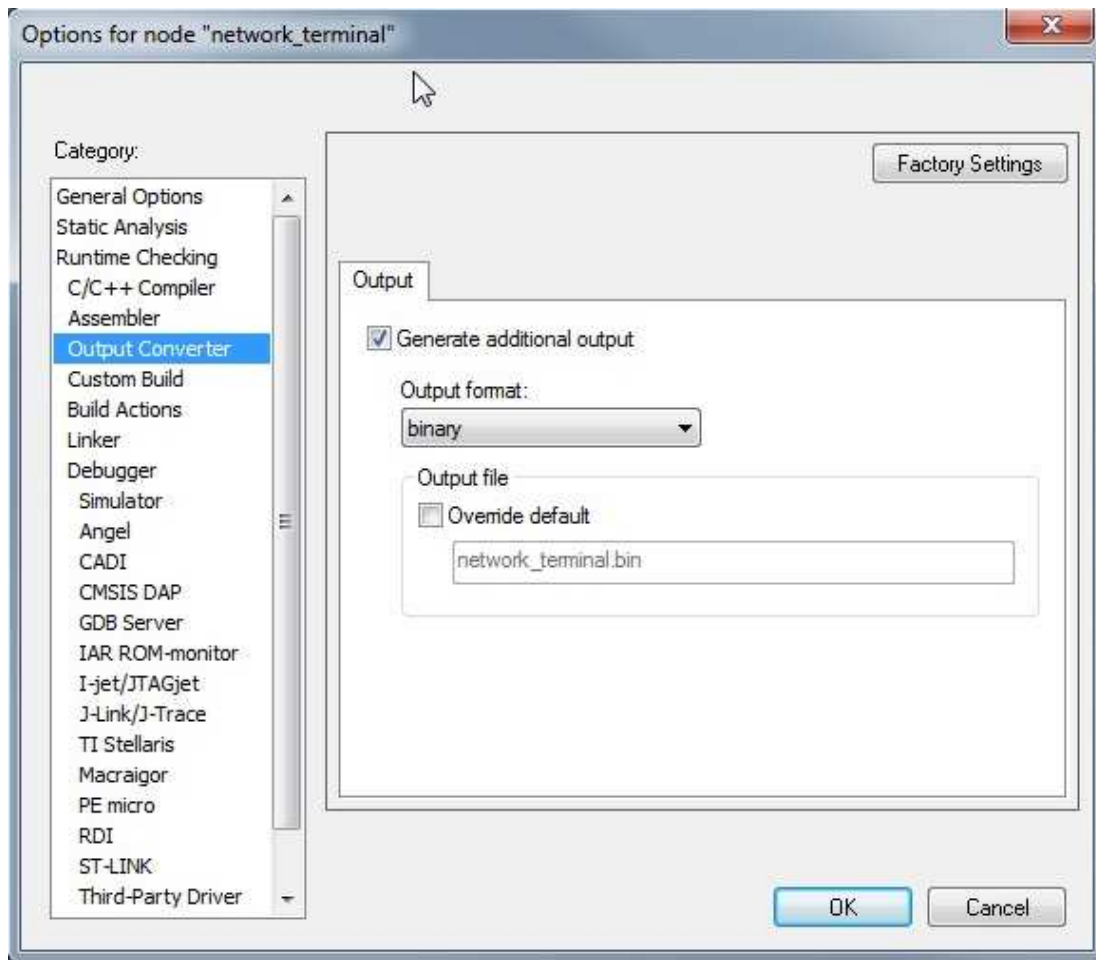 Options for node "network_terminal"
Category:
Factory Settings
General Options
Static Analysis
Runtime Checking
C/C++ Compiler
Assembler
Output Converter
Custom Build
Build Actions
Linker
Debugger
Simulator
Angel
CADI
CMSIS DAP
GDB Server
IAR ROM-monitor
I-jet/JTAGjet
J-Link/J-Trace
TI Stellaris
Macraigor
PE micro
RDI
ST-LINK
Third-Party Driver
Output
Generate additional output
Output format:
binary
Output file
Override default
network_terminal.bin
OK
Cancel